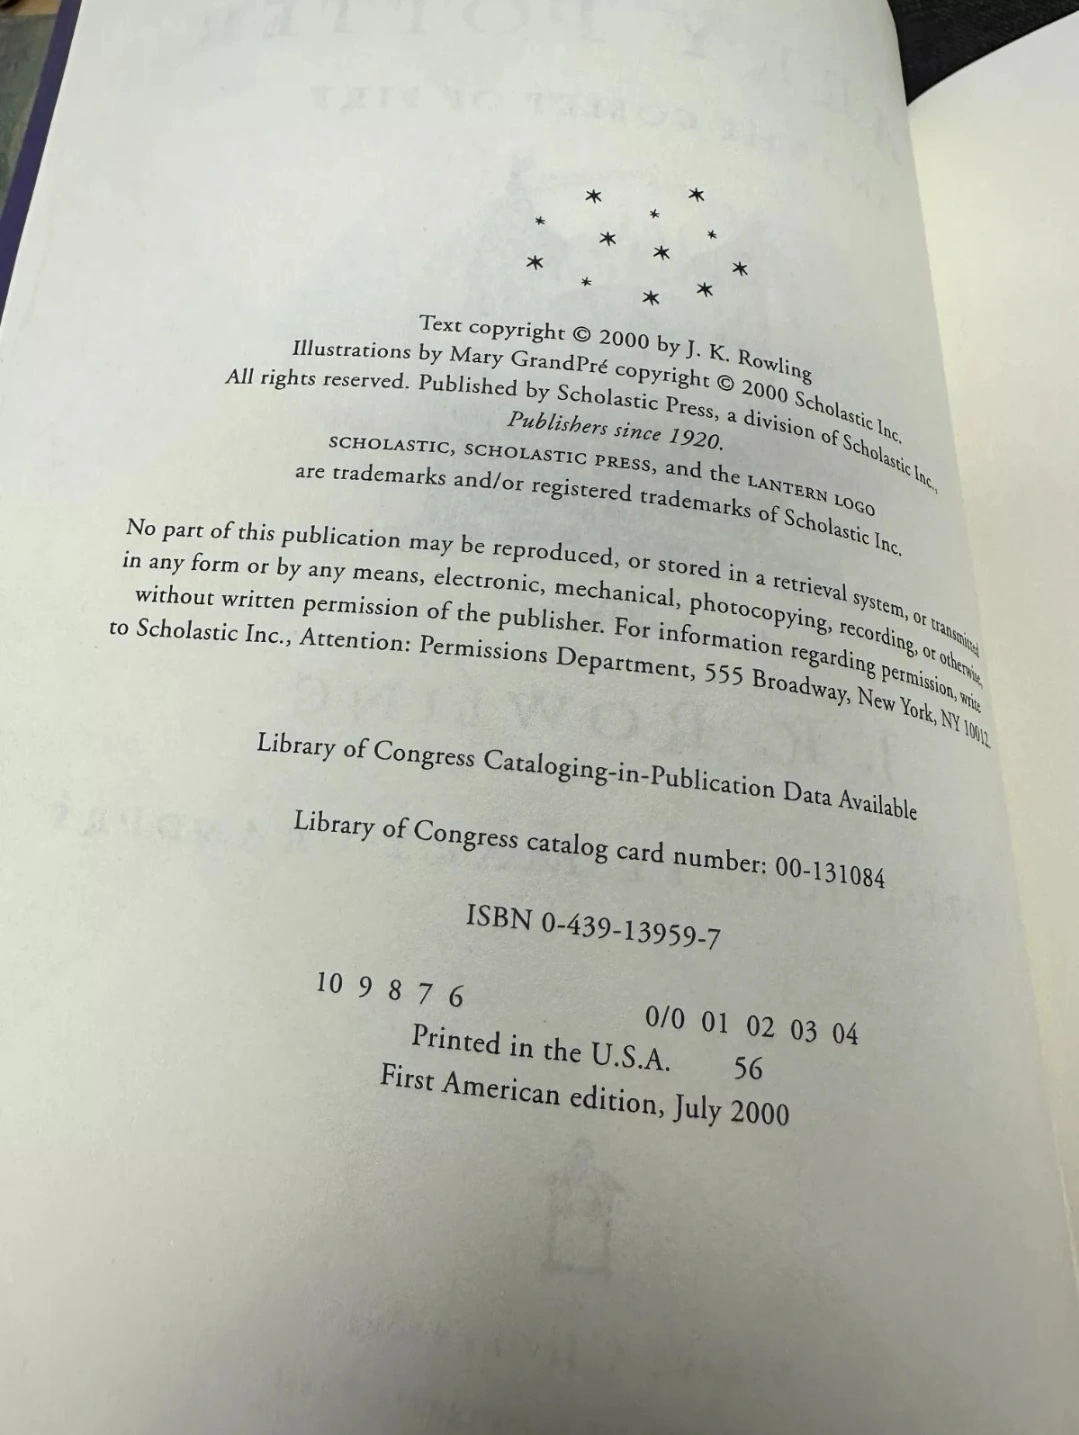 Text copyright © 2000 by J. K. Rowling
Illustrations by Mary GrandPré copyright © 2000 Scholastic Inc.
All rights reserved. Published by Scholastic Press, a division of Scholastic Inc.,
Publishers since 1920.
SCHOLASTIC, SCHOLASTIC PRESS, and the LANTERN LOGO
are trademarks and/or registered trademarks of Scholastic Inc.
No part of this publication may be reproduced, or stored in a retrieval system, or transmitted
in any form or by any means, electronic, mechanical, photocopying, recording, or otherwise,
without written permission of the publisher. For information regarding permission, write
to Scholastic Inc., Attention: Permissions Department, 555 Broadway, New York, NY 10012.
Library of Congress Cataloging-in-Publication Data Available
Library of Congress catalog card number: 00-131084
ISBN 0-439-13959-7
10 9 8 7 6 0/0 01 02 03 04
Printed in the U.S.A. 56
First American edition, July 2000